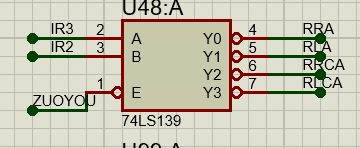 U48:A
IR3 2 A Y0 4 RRA
IR2 3 B Y1 5 RLA
Y2 6 RRCA
ZUOYOU 1 E Y3 7 RLCA
74LS139